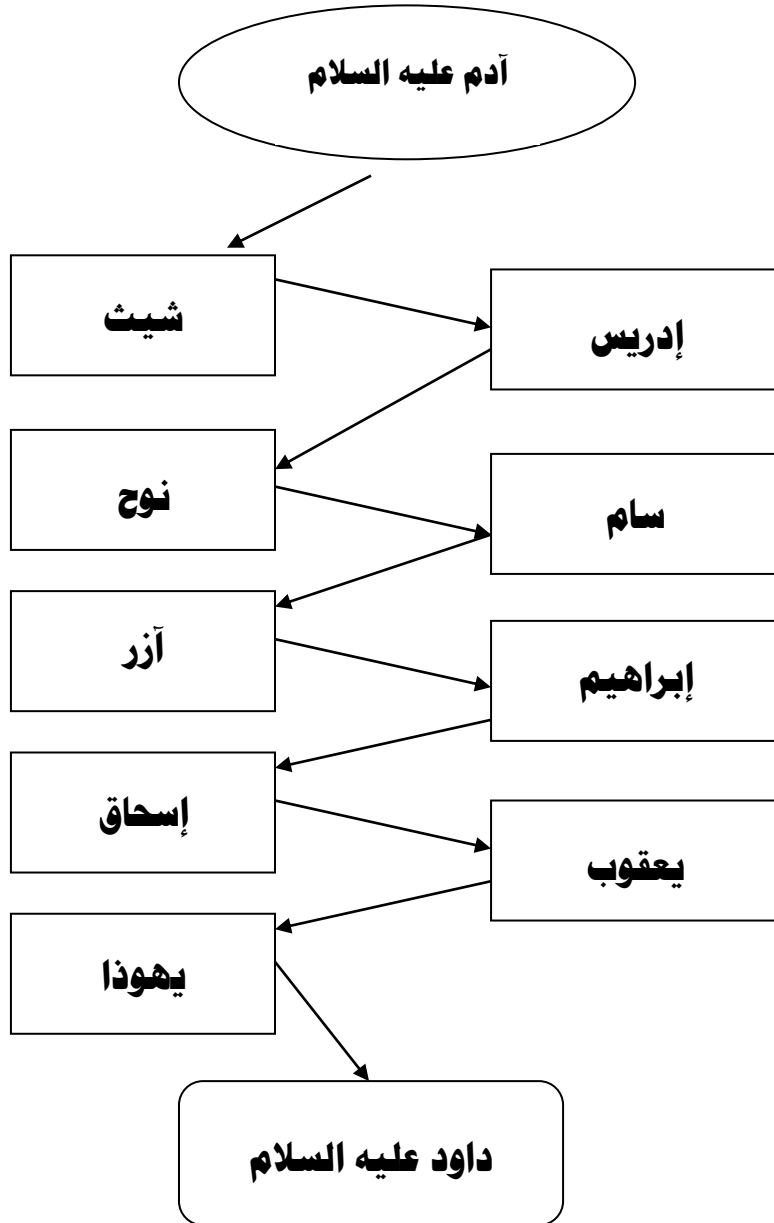 آدم عليه السلام
شيث
إدريس
نوح
سام
آزر
إبراهيم
إسحاق
يعقوب
يهوذا
داود عليه السلام